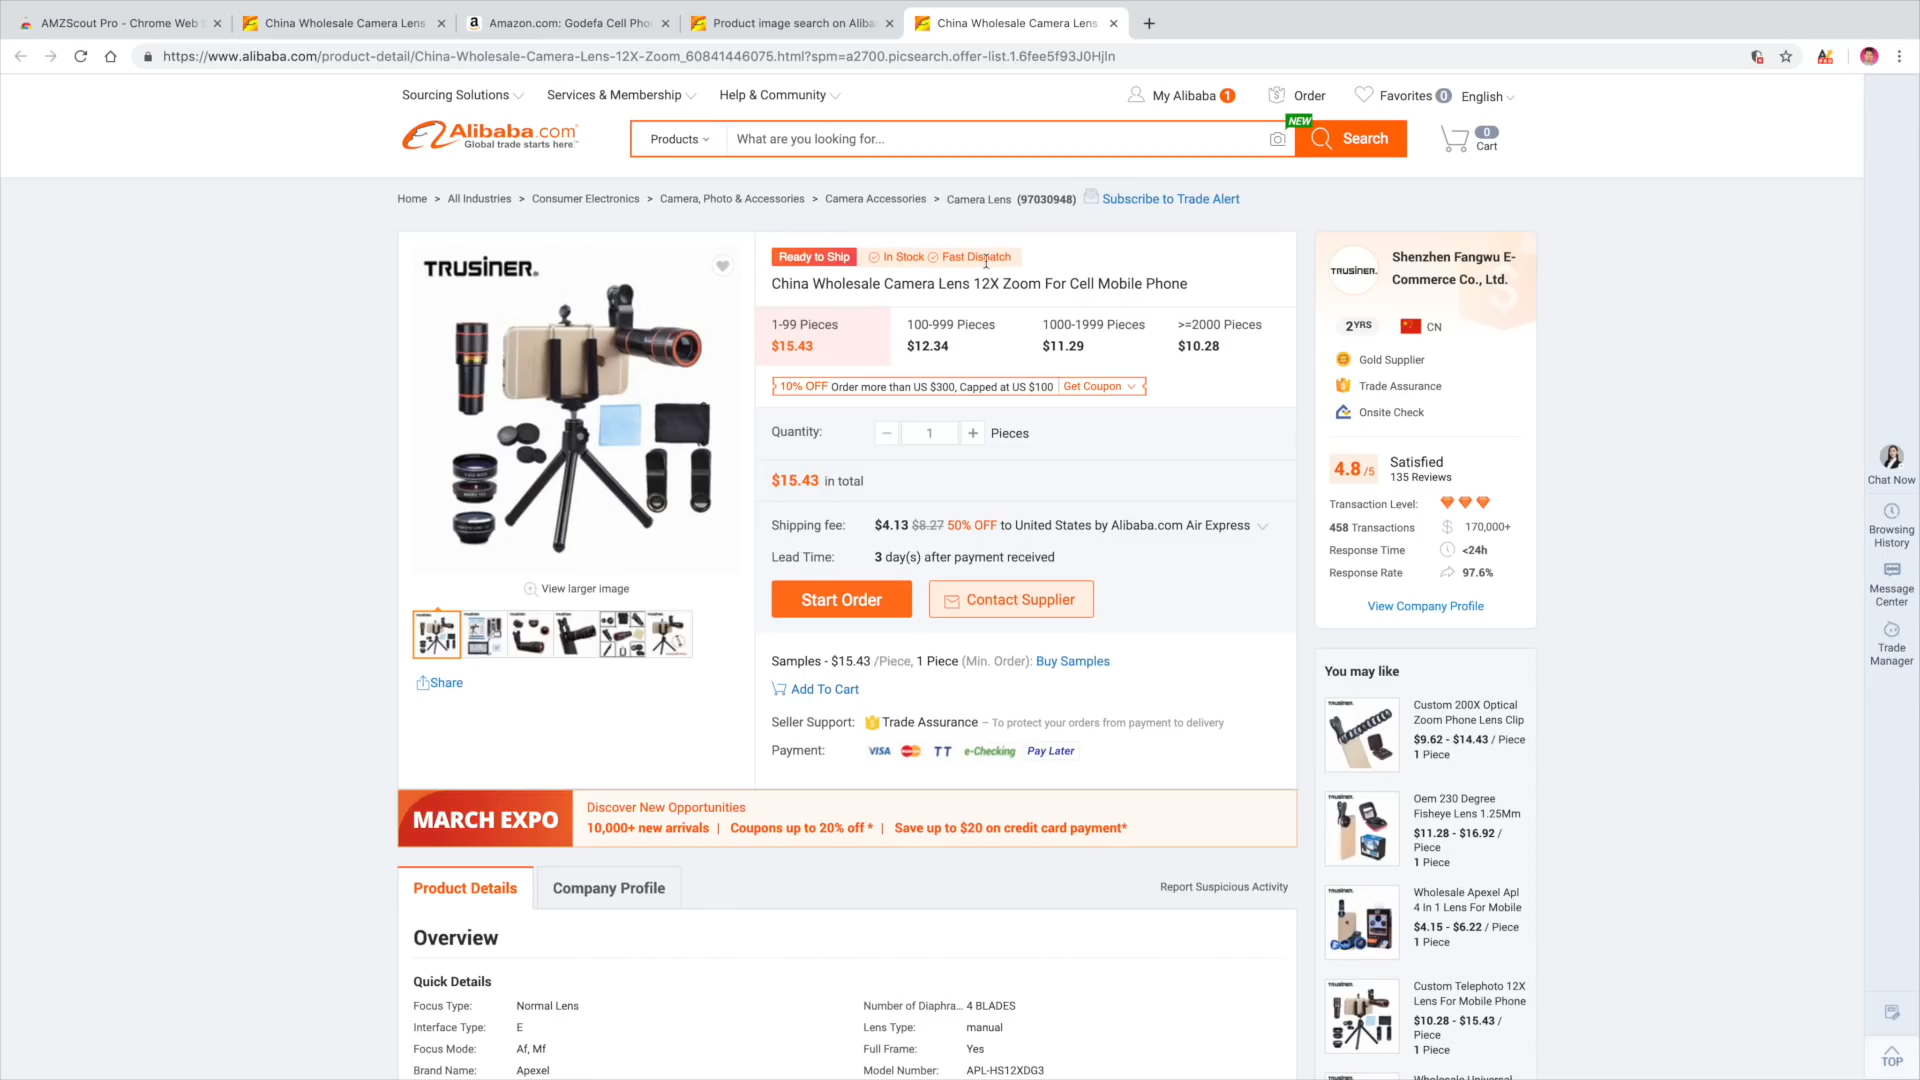 AMZScout Pro - Chrome Web S
China Wholesale Camera Lens
Amazon.com: Godefa Cell Pho
Product image search on Aliba
China Wholesale Camera Lens
https://www.alibaba.com/product-detail/China-Wholesale-Camera-Lens-12X-Zoom_60841446075.html?spm=a2700.picsearch.offer-list.1.6fee5f93J0Hjln
Sourcing Solutions
Services & Membership
Help & Community
My Alibaba 1
Order
Favorites 0
English
Alibaba.com
Global trade starts here.
Products
What are you looking for...
NEW
Search
0
Cart
Home > All Industries > Consumer Electronics > Camera, Photo & Accessories > Camera Accessories > Camera Lens (97030948) Subscribe to Trade Alert
TRUSINER.
View larger image
Share
Ready to Ship In Stock Fast Dispatch
China Wholesale Camera Lens 12X Zoom For Cell Mobile Phone
1-99 Pieces 100-999 Pieces 1000-1999 Pieces >=2000 Pieces
$15.43 $12.34 $11.29 $10.28
10% OFF Order more than US $300, Capped at US $100 Get Coupon
Quantity: − 1 + Pieces
$15.43 in total
Shipping fee: $4.13 $8.27 50% OFF to United States by Alibaba.com Air Express
Lead Time: 3 day(s) after payment received
Start Order
Contact Supplier
Samples - $15.43 /Piece, 1 Piece (Min. Order): Buy Samples
Add To Cart
Seller Support: Trade Assurance – To protect your orders from payment to delivery
Payment: VISA TT e-Checking Pay Later
TRUSINER.
Shenzhen Fangwu E-
Commerce Co., Ltd.
2YRS CN
Gold Supplier
Trade Assurance
Onsite Check
4.8 /5 Satisfied
135 Reviews
Transaction Level:
458 Transactions $ 170,000+
Response Time <24h
Response Rate 97.6%
View Company Profile
You may like
Custom 200X Optical
Zoom Phone Lens Clip
$9.62 - $14.43 / Piece
1 Piece
Oem 230 Degree
Fisheye Lens 1.25Mm
$11.28 - $16.92 /
Piece
1 Piece
Wholesale Apexel Apl
4 In 1 Lens For Mobile
$4.15 - $6.22 / Piece
1 Piece
Custom Telephoto 12X
Lens For Mobile Phone
$10.28 - $15.43 /
Piece
1 Piece
Wholesale Universal
MARCH EXPO
Discover New Opportunities
10,000+ new arrivals | Coupons up to 20% off * | Save up to $20 on credit card payment*
Product Details
Company Profile
Report Suspicious Activity
Overview
Quick Details
Focus Type: Normal Lens
Number of Diaphra... 4 BLADES
Interface Type: E
Lens Type: manual
Focus Mode: Af, Mf
Full Frame: Yes
Brand Name: Apexel
Model Number: APL-HS12XDG3
Chat Now
Browsing
History
Message
Center
Trade
Manager
TOP